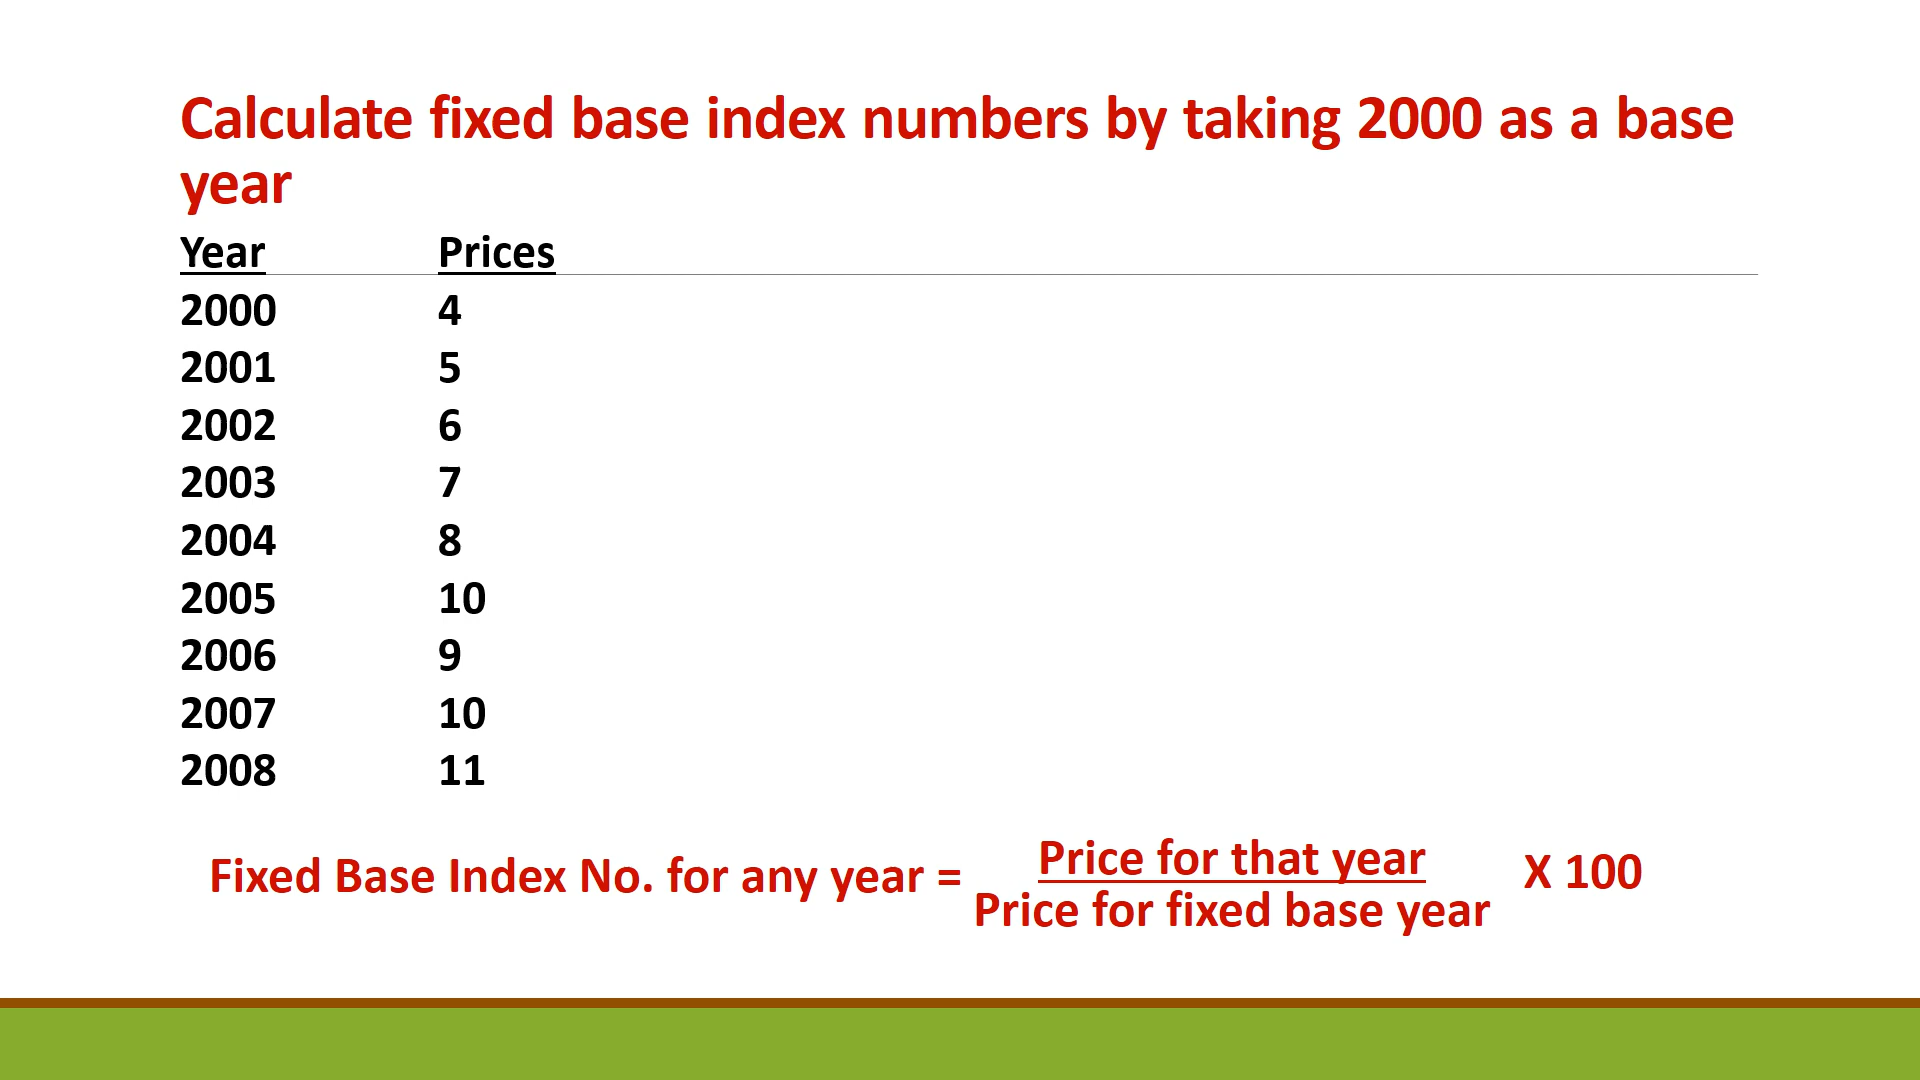 Calculate fixed base index numbers by taking 2000 as a base
year
Year Prices
2000 4
2001 5
2002 6
2003 7
2004 8
2005 10
2006 9
2007 10
2008 11
Fixed Base Index No. for any year = Price for that year X 100
Price for fixed base year